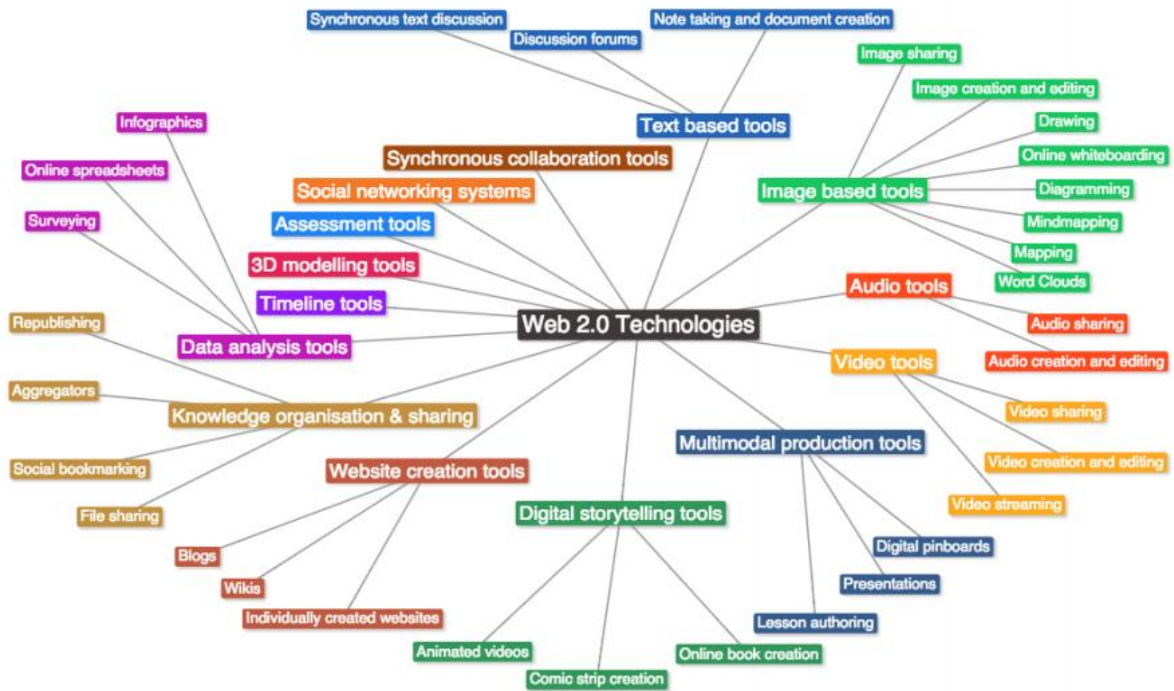 Synchronous text discussion
Note taking and document creation
Discussion forums
Image sharing
Image creation and editing
Infographics
Drawing
Text based tools
Synchronous collaboration tools
Online whiteboarding
Online spreadsheets
Social networking systems
Image based tools
Diagramming
Surveying
Assessment tools
Mindmapping
Mapping
3D modelling tools
Word Clouds
Audio tools
Timeline tools
Republishing
Web 2.0 Technologies
Audio sharing
Data analysis tools
Video tools
Audio creation and editing
Aggregators
Knowledge organisation & sharing
Video sharing
Multimodal production tools
Social bookmarking
Website creation tools
Video creation and editing
Video streaming
File sharing
Digital storytelling tools
Digital pinboards
Blogs
Presentations
Wikis
Individually created websites
Lesson authoring
Animated videos
Online book creation
Comic strip creation